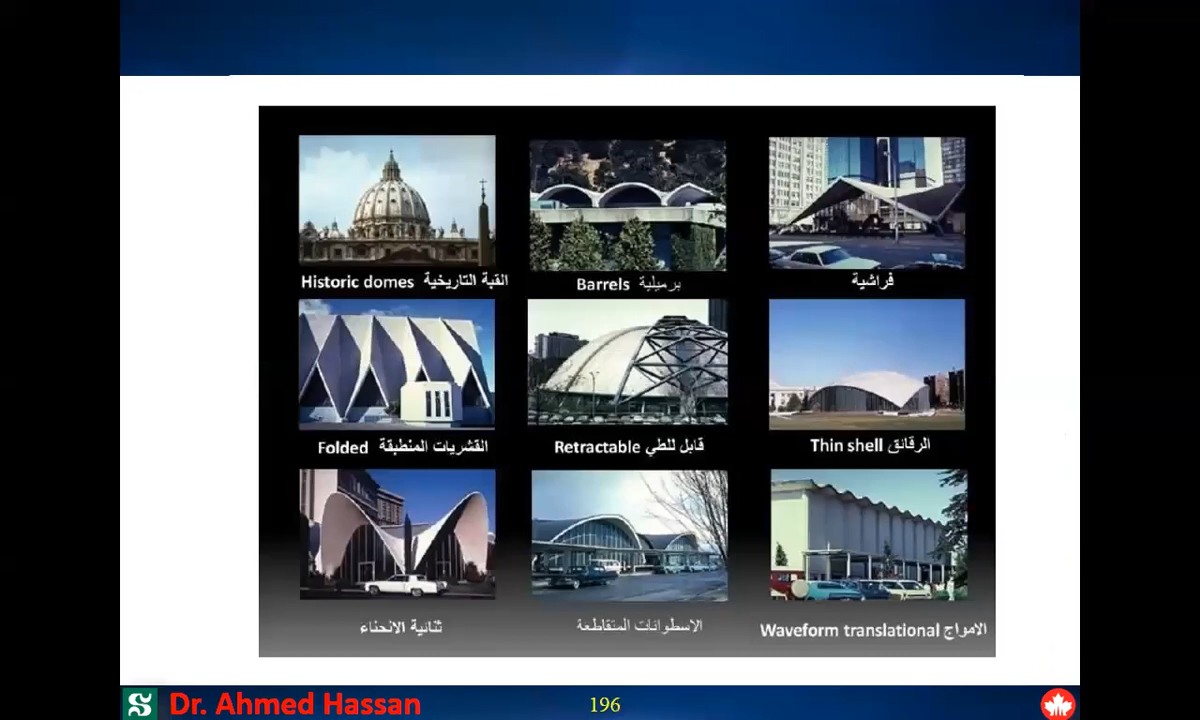 Historic domes القبة التاريخية
Barrels برميلية
فراشية
Folded القشريات المنطبقة
Retractable قابل للطي
Thin shell الرقائق
ثنائية الانحناء
الاسطوانات المتقاطعة
Waveform translational الامواج
Dr. Ahmed Hassan
196